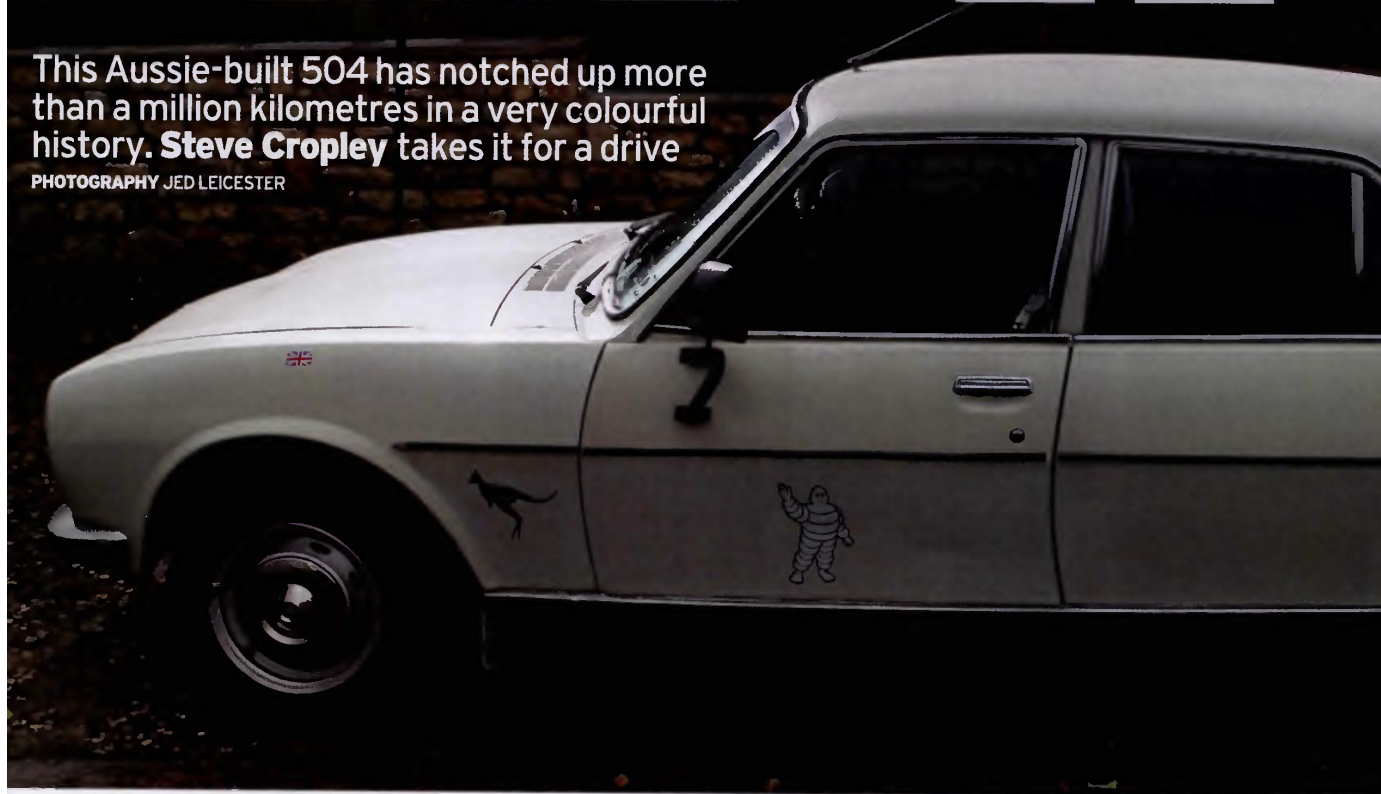 This Aussie-built 504 has notched up more
than a million kilometres in a very colourful
history. Steve Cropley takes it for a drive
PHOTOGRAPHY JED LEICESTER